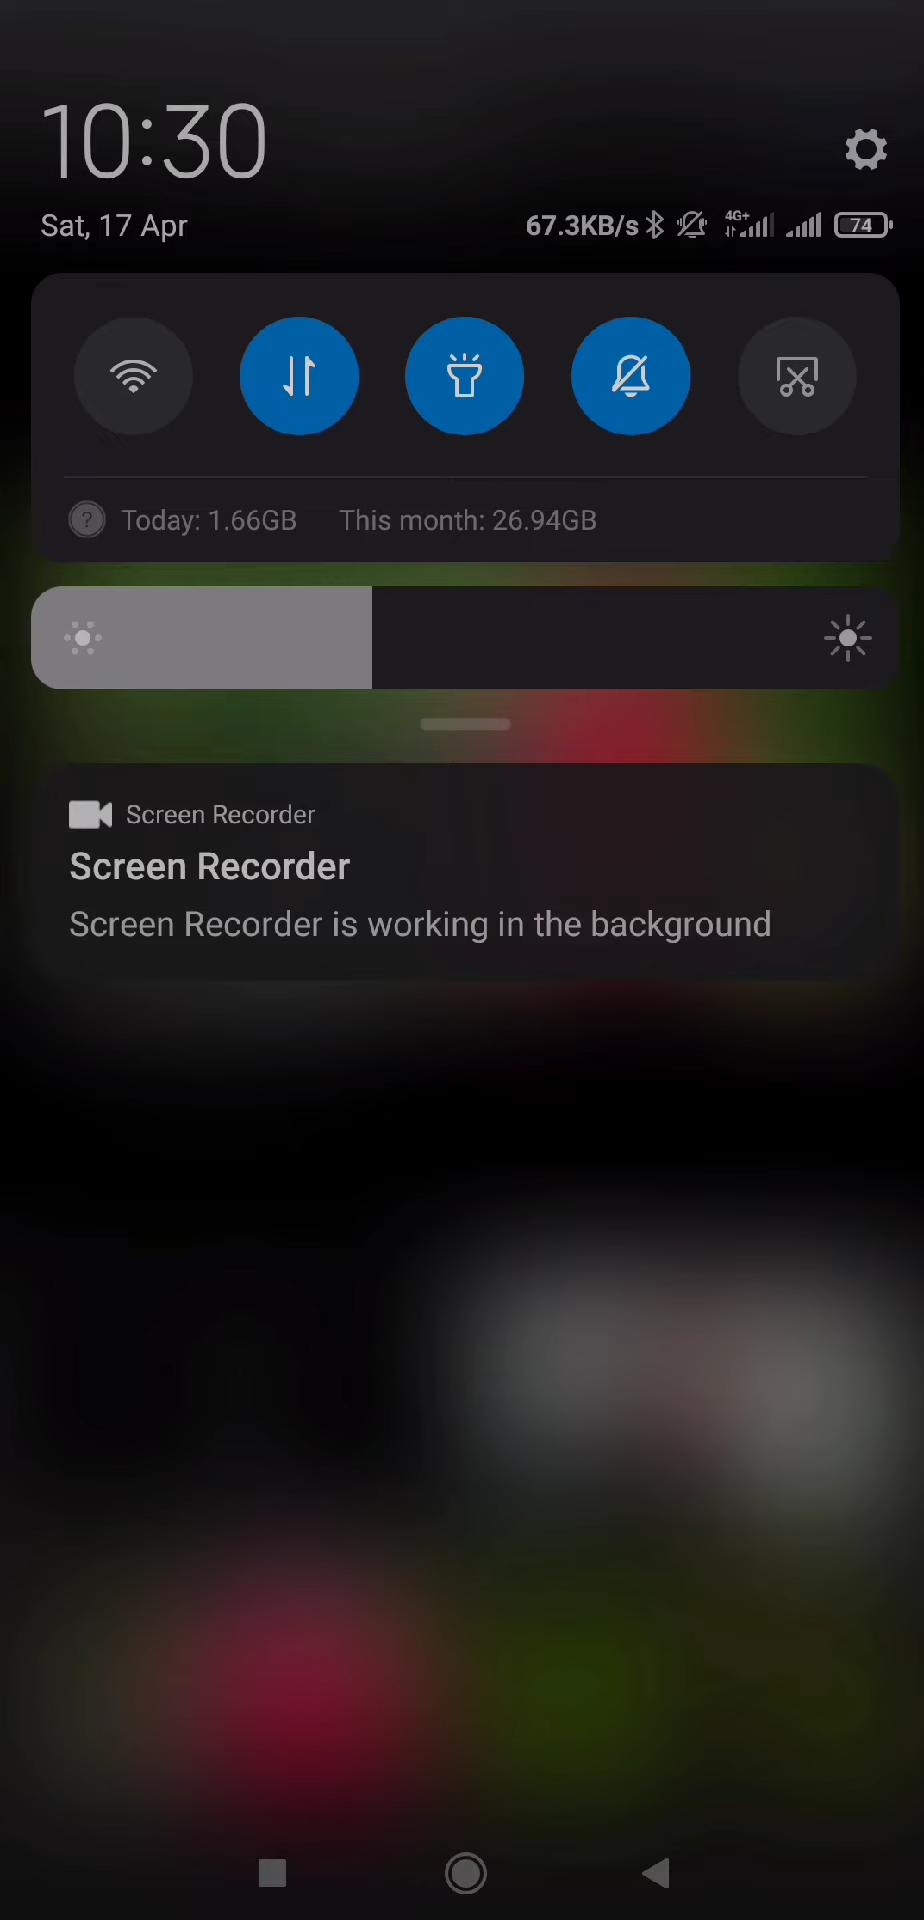 10:30
Sat, 17 Apr
67.3KB/s 4G+ 74
? Today: 1.66GB This month: 26.94GB
Screen Recorder
Screen Recorder
Screen Recorder is working in the background